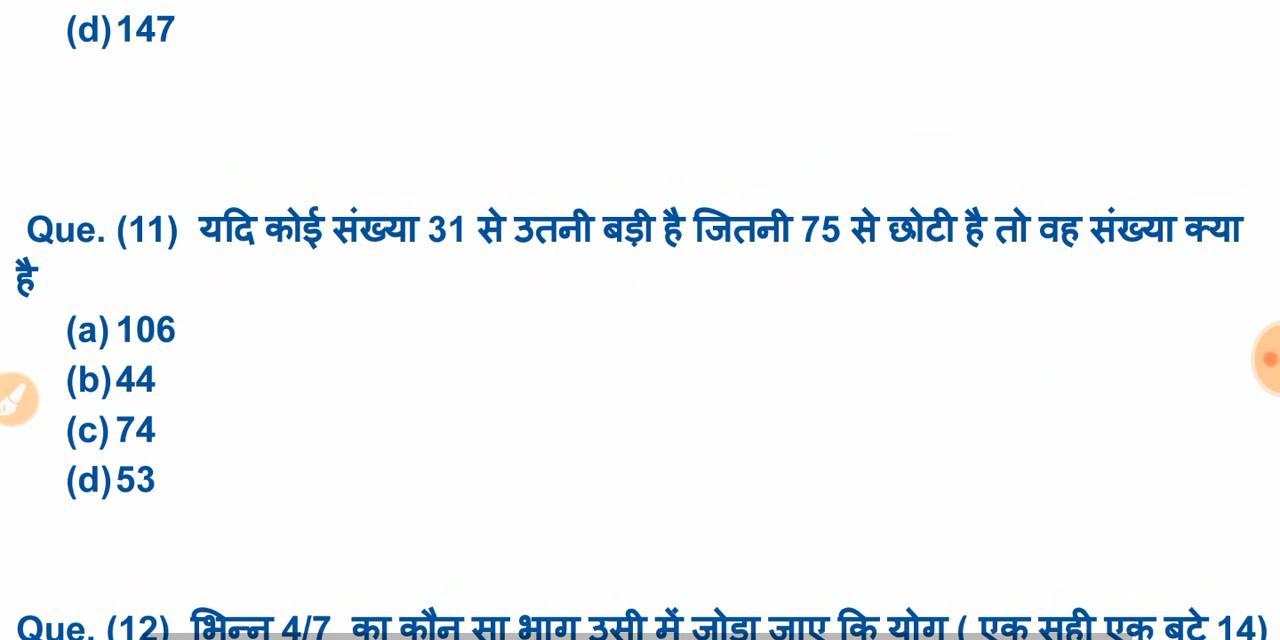 (d) 147
Que. (11) यदि कोई संख्या 31 से उतनी बड़ी है जितनी 75 से छोटी है तो वह संख्या क्या
है
(a) 106
(b) 44
(c) 74
(d) 53
Que. (12) भिन्न 4/7 का कौन सा भाग उसी में जोड़ा जाए कि योग ( एक सही एक बटे 14)